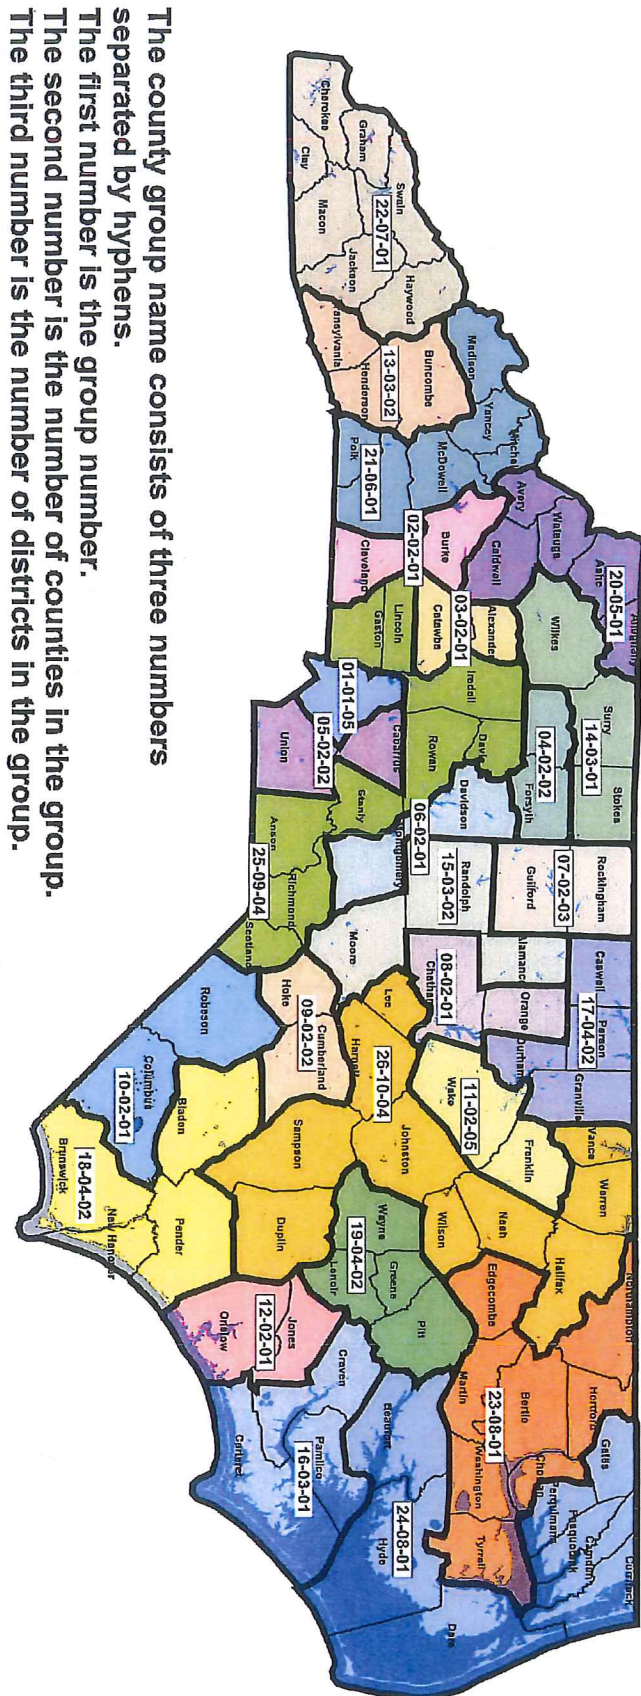 Cherokee
Graham
Swain
Clay
Macon
22-07-01
Jackson
Haywood
Madison
Yancey
Buncombe
13-03-02
Henderson
McDowell
Polk
21-06-01
Avery
Watauga
Ashe
20-05-01
Caldwell
Burke
02-02-01
Cleveland
Wilkes
Alexander
03-02-01
Catawba
Lincoln
Gaston
Surry
Stokes
14-03-01
04-02-02
Forsyth
Iredell
Davie
Rowan
Davidson
06-02-01
01-01-05
Cabarrus
05-02-02
Union
Stanly
Anson
Richmond
Scotland
25-09-04
Rockingham
07-02-03
Guilford
Randolph
15-03-02
Moore
Caswell
Person
17-04-02
Granville
Orange
Durham
08-02-01
Chatham
Lee
Harnett
Hoke
09-02-02
Cumberland
Robeson
Columbus
10-02-01
Bladen
Vance
Warren
Franklin
11-02-05
Wake
26-10-04
Johnston
Sampson
Duplin
Nash
Wilson
Halifax
Northampton
Brunswick
18-04-02
New Hanover
Pender
Wayne
19-04-02
Greene
Lenoir
Pitt
Edgecombe
Hertford
Bertie
23-08-01
Martin
Washington
Tyrrell
Jones
12-02-01
Onslow
Craven
Pamlico
16-03-01
Carteret
Beaufort
24-08-01
Hyde
Dare
Gates
Perquimans
Pasquotank
Camden
Currituck
The county group name consists of three numbers
separated by hyphens.
The first number is the group number.
The second number is the number of counties in the group.
The third number is the number of districts in the group.